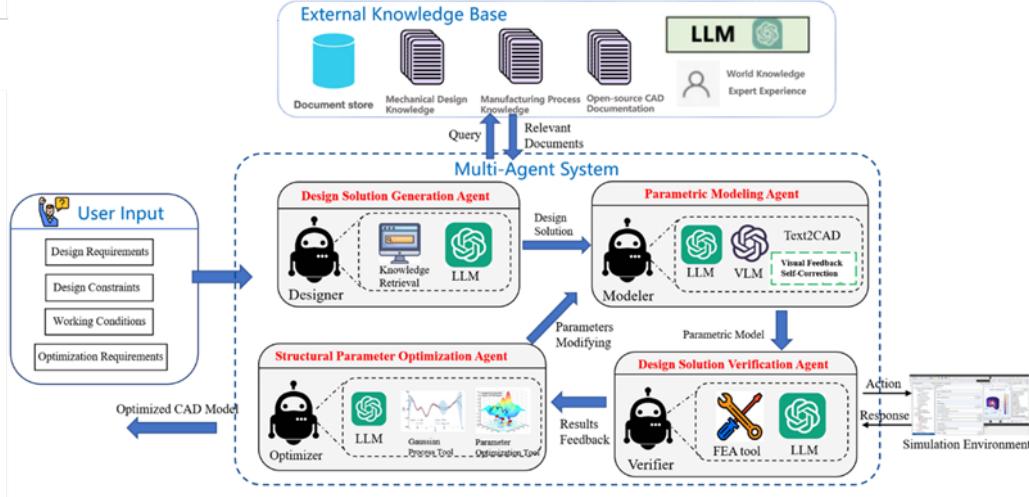 External Knowledge Base
LLM
Document store
Mechanical Design
Knowledge
Manufacturing Process
Knowledge
Open-source CAD
Documentation
World Knowledge
Expert Experience
Query
Relevant
Documents
Multi-Agent System
User Input
Design Requirements
Design Constraints
Working Conditions
Optimization Requirements
Design Solution Generation Agent
Designer
Knowledge
Retrieval
LLM
Design
Solution
Parametric Modeling Agent
Modeler
LLM
VLM
Text2CAD
Visual Feedback
Self-Correction
Parameters
Modifying
Parametric Model
Structural Parameter Optimization Agent
Optimizer
LLM
Gaussian
Process Tool
Parameter
Optimization Tool
Results
Feedback
Design Solution Verification Agent
Verifier
FEA tool
LLM
Action
Response
Simulation Environment
Optimized CAD Model